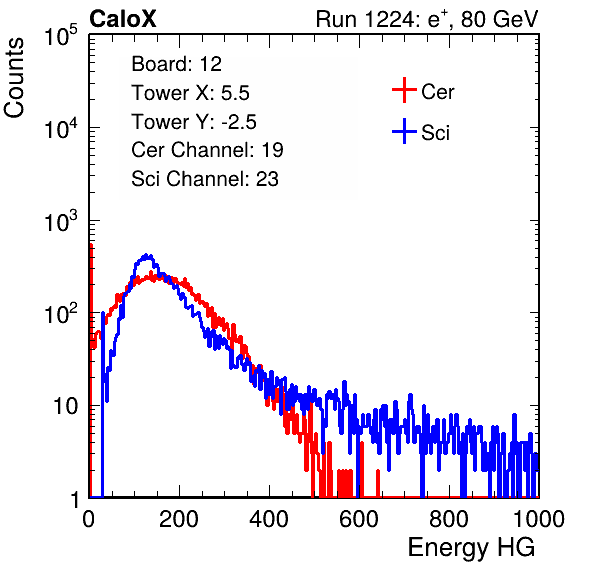 CaloX Run 1224: e⁺, 80 GeV
Board: 12
Tower X: 5.5
Tower Y: -2.5
Cer Channel: 19
Sci Channel: 23
Cer
Sci
Counts
10⁵
10⁴
10³
10²
10
1
0 200 400 600 800 1000
Energy HG